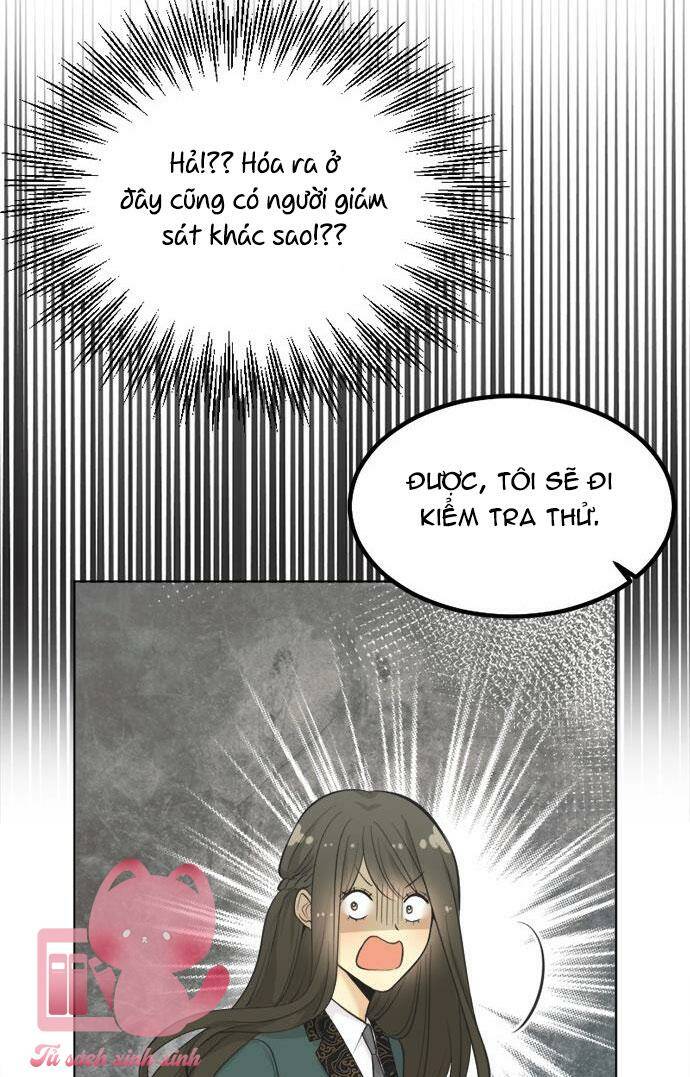 Hả!?? Hóa ra ở
đây cũng có người giám
sát khác sao!??
ĐƯỢC, TÔI SẼ ĐI
KIỂM TRA THỬ.
Tủ sách xinh xinh